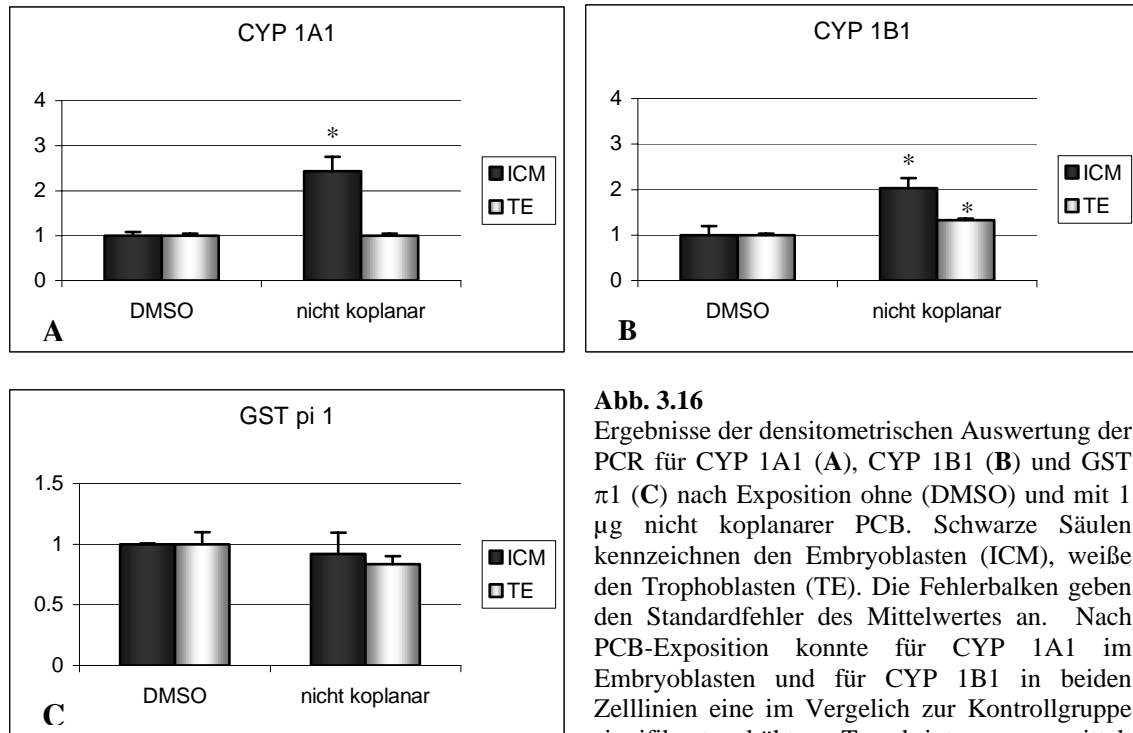 CYP 1A1
4
3
2
1
0
*
DMSO
nicht koplanar
ICM
TE
A
CYP 1B1
4
3
2
1
0
*
*
DMSO
nicht koplanar
ICM
TE
B
GST pi 1
1.5
1
0.5
0
DMSO
nicht koplanar
ICM
TE
C
Abb. 3.16
Ergebnisse der densitometrischen Auswertung der
PCR für CYP 1A1 (A), CYP 1B1 (B) und GST
π1 (C) nach Exposition ohne (DMSO) und mit 1
µg nicht koplanarer PCB. Schwarze Säulen
kennzeichnen den Embryoblasten (ICM), weiße
den Trophoblasten (TE). Die Fehlerbalken geben
den Standardfehler des Mittelwertes an. Nach
PCB-Exposition konnte für CYP 1A1 im
Embryoblasten und für CYP 1B1 in beiden
Zelllinien eine im Vergelich zur Kontrollgruppe